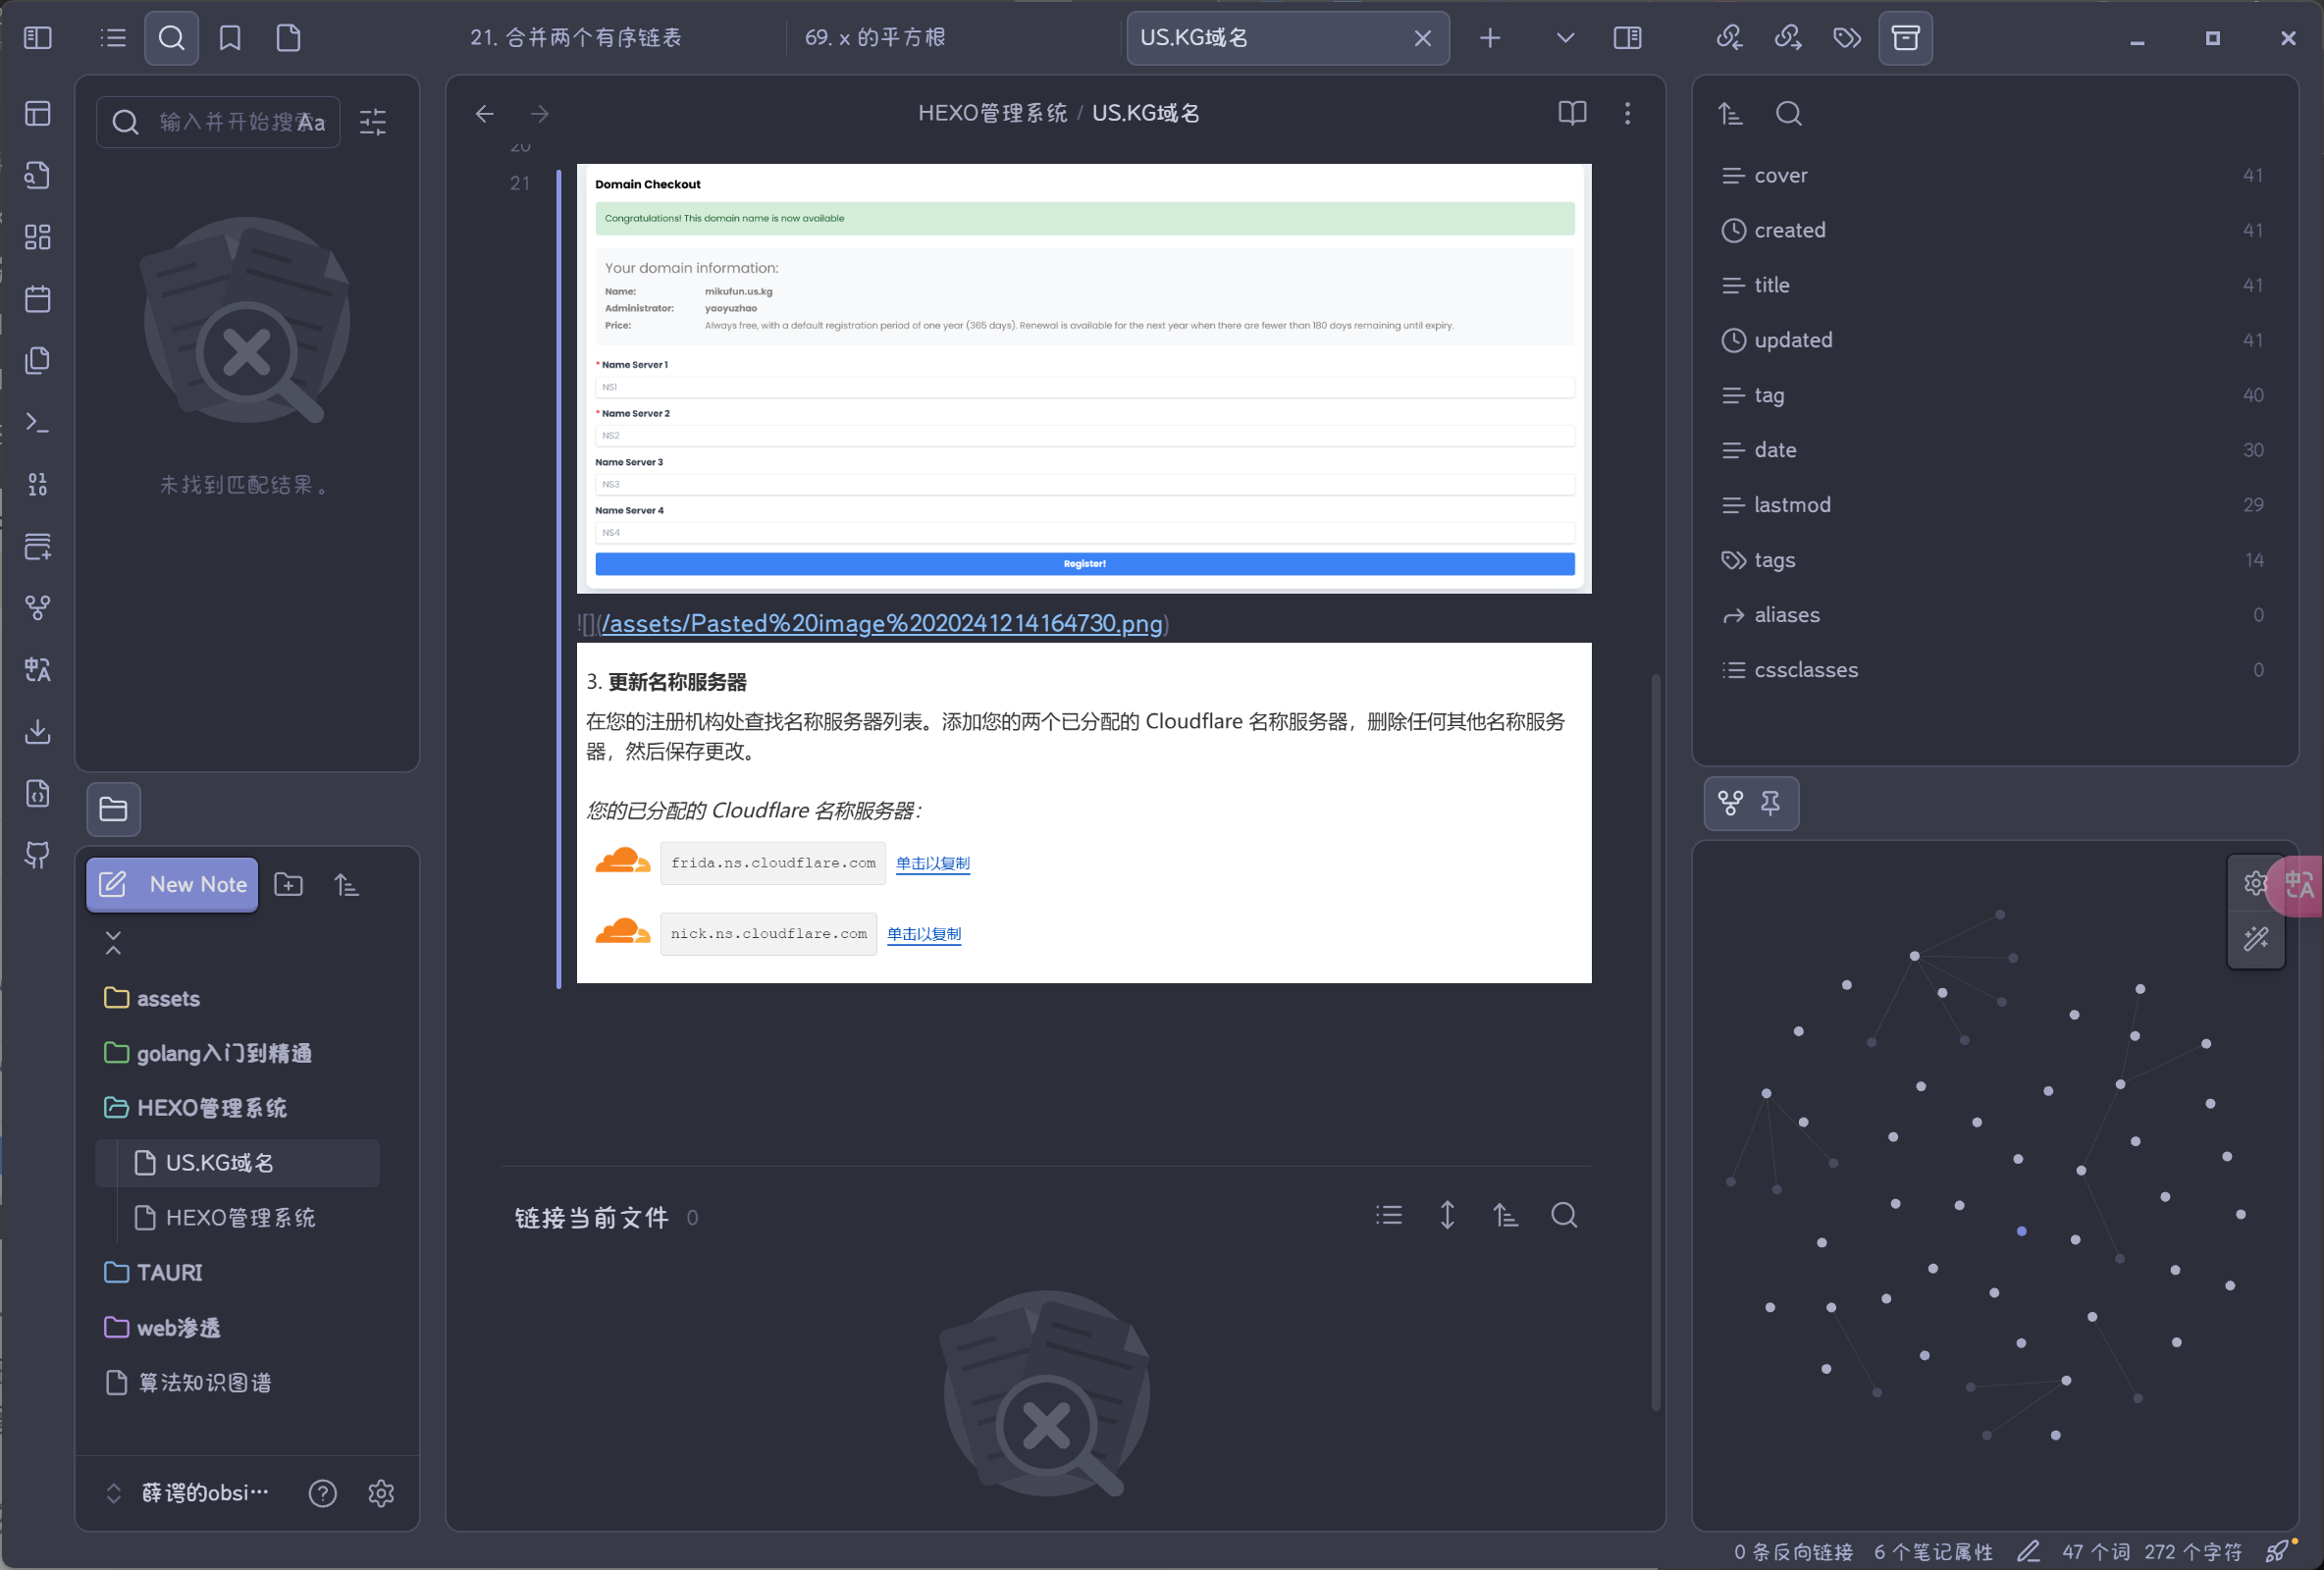 21. 合并两个有序链表
69. x 的平方根
US.KG域名
输入并开始搜索
Aa
未找到匹配结果。
New Note
assets
golang入门到精通
HEXO管理系统
US.KG域名
HEXO管理系统
TAURI
web渗透
算法知识图谱
薛谔的obsi…
HEXO管理系统 / US.KG域名
20
21
Domain Checkout
Congratulations! This domain name is now available
Your domain information:
Name: mikufun.us.kg
Administrator: yaoyuzhao
Price: Always free, with a default registration period of one year (365 days). Renewal is available for the next year when there are fewer than 180 days remaining until expiry.
* Name Server 1
NS1
* Name Server 2
NS2
Name Server 3
NS3
Name Server 4
NS4
Register!
![](/assets/Pasted%20image%2020241214164730.png)
3. 更新名称服务器
在您的注册机构处查找名称服务器列表。添加您的两个已分配的 Cloudflare 名称服务器，删除任何其他名称服务
器，然后保存更改。
您的已分配的 Cloudflare 名称服务器：
frida.ns.cloudflare.com 单击以复制
nick.ns.cloudflare.com 单击以复制
链接当前文件 0
cover 41
created 41
title 41
updated 41
tag 40
date 30
lastmod 29
tags 14
aliases 0
cssclasses 0
0 条反向链接 6 个笔记属性 47 个词 272 个字符